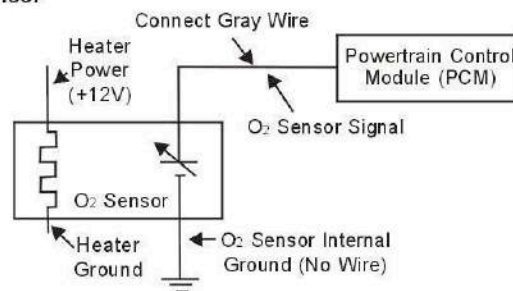 Connect Gray Wire
Heater
Power
(+12V)
Powertrain Control
Module (PCM)
O2 Sensor Signal
O2 Sensor
Heater
Ground
O2 Sensor Internal
Ground (No Wire)